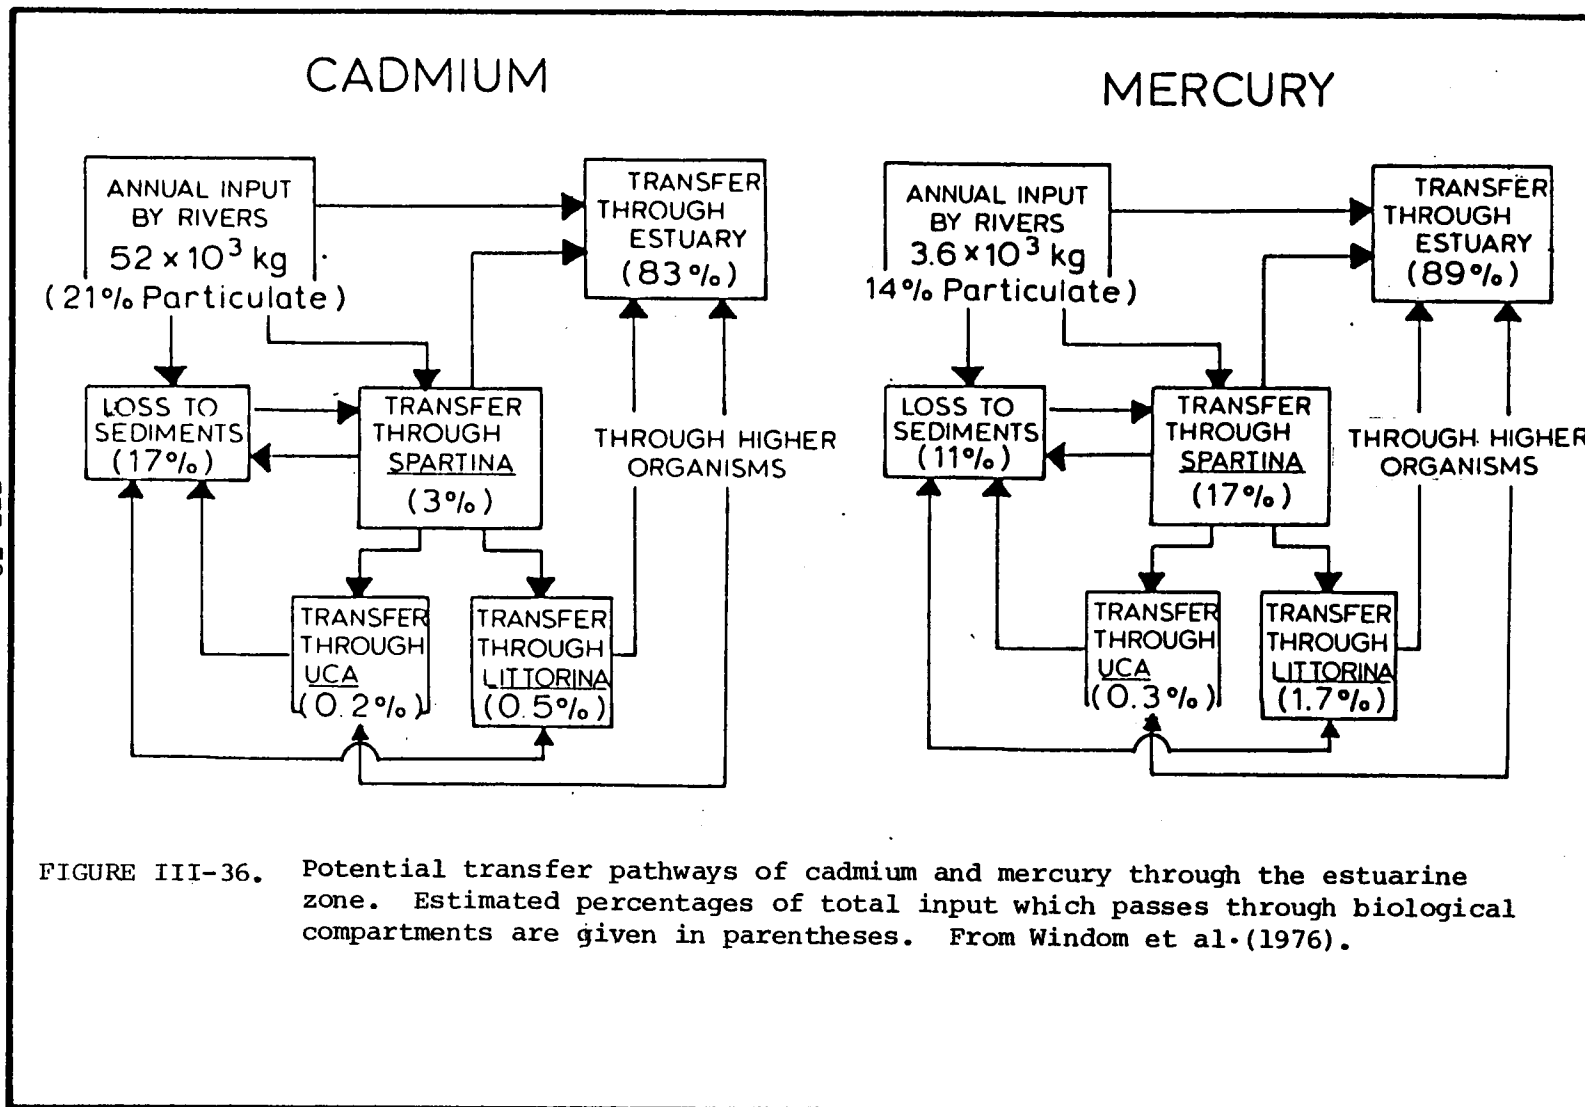 CADMIUM
ANNUAL INPUT
BY RIVERS
52 × 10³ kg
(21% Particulate)
TRANSFER
THROUGH
ESTUARY
(83%)
LOSS TO
SEDIMENTS
(17%)
TRANSFER
THROUGH
SPARTINA
(3%)
THROUGH HIGHER
ORGANISMS
TRANSFER
THROUGH
UCA
(0.2%)
TRANSFER
THROUGH
LITTORINA
(0.5%)
MERCURY
ANNUAL INPUT
BY RIVERS
3.6 × 10³ kg
14% Particulate)
TRANSFER
THROUGH
ESTUARY
(89%)
LOSS TO
SEDIMENTS
(11%)
TRANSFER
THROUGH
SPARTINA
(17%)
THROUGH HIGHER
ORGANISMS
TRANSFER
THROUGH
UCA
(0.3%)
TRANSFER
THROUGH
LITTORINA
(1.7%)
FIGURE III-36. Potential transfer pathways of cadmium and mercury through the estuarine
zone. Estimated percentages of total input which passes through biological
compartments are given in parentheses. From Windom et al.(1976).